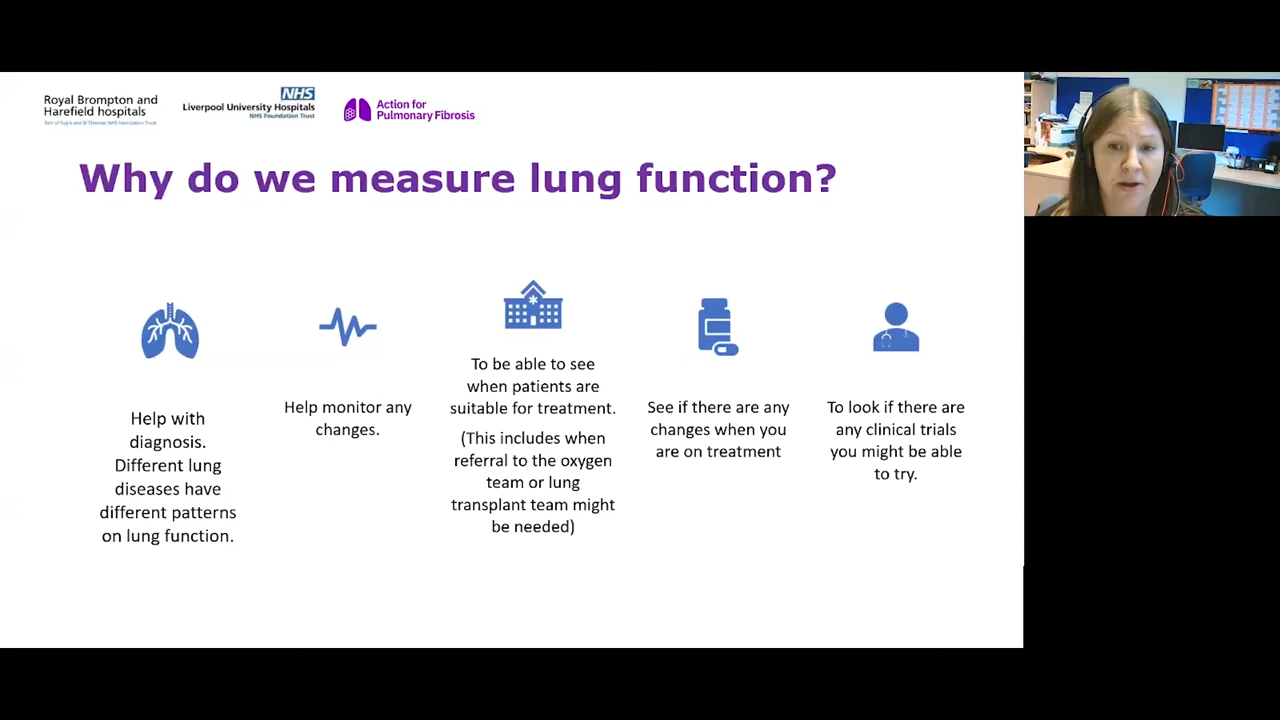 Royal Brompton and
Harefield hospitals
Part of Guy's and St Thomas' NHS Foundation Trust
NHS
Liverpool University Hospitals
NHS Foundation Trust
Action for
Pulmonary Fibrosis
Why do we measure lung function?
Help with
diagnosis.
Different lung
diseases have
different patterns
on lung function.
Help monitor any
changes.
To be able to see
when patients are
suitable for treatment.
(This includes when
referral to the oxygen
team or lung
transplant team might
be needed)
See if there are any
changes when you
are on treatment
To look if there are
any clinical trials
you might be able
to try.